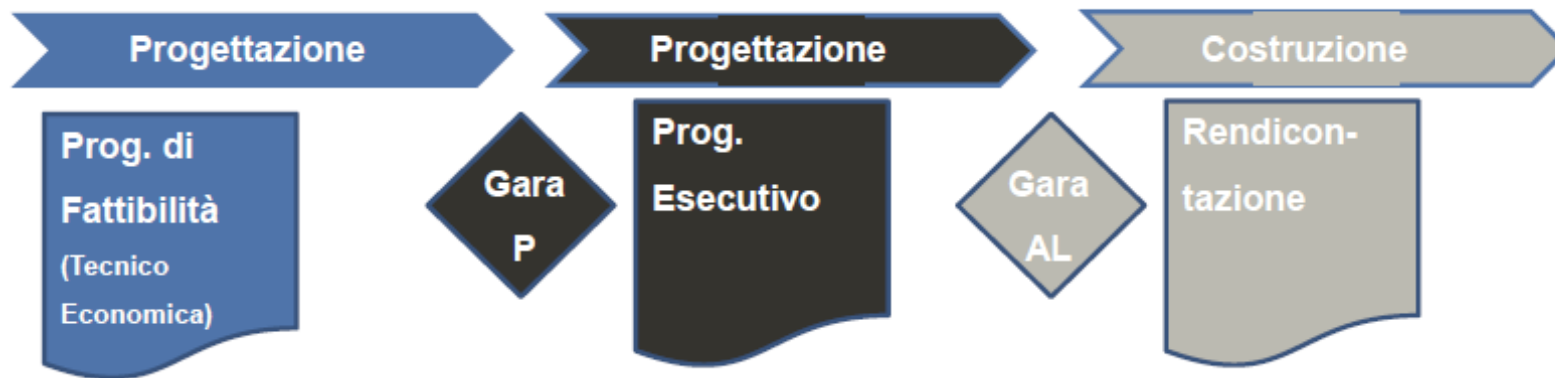 Progettazione
Progettazione
Costruzione
Prog. di
Fattibilità
(Tecnico
Economica)
Gara
P
Prog.
Esecutivo
Gara
AL
Rendicon-
tazione